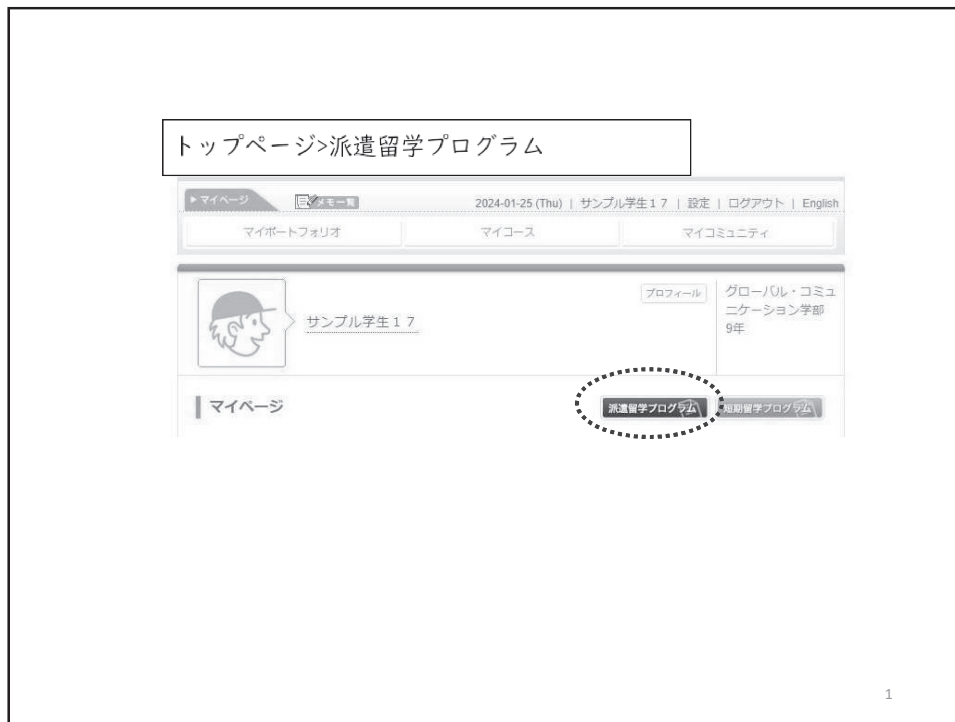 トップページ>派遣留学プログラム
マイページ
メモ一覧
2024-01-25 (Thu) | サンプル学生17 | 設定 | ログアウト | English
マイポートフォリオ
マイコース
マイコミュニティ
サンプル学生17
プロフィール
グローバル・コミュ
ニケーション学部
9年
マイページ
派遣留学プログラム
短期留学プログラム
1